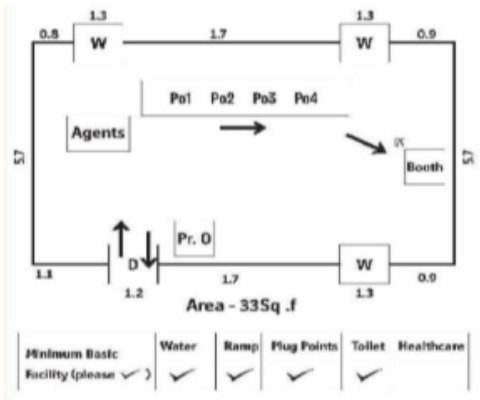 1.3 1.3
0.8 W 1.7 W 0.9
Po1 Po2 Po3 Po4
Agents
5.7 5.7
Booth
Pr. O
D W
1.1 1.2 1.7 1.3 0.9
Area - 33Sq .f
Minimum Basic Water Ramp Plug Points Toilet Healthcare
Facility (please ✓) ✓ ✓ ✓ ✓